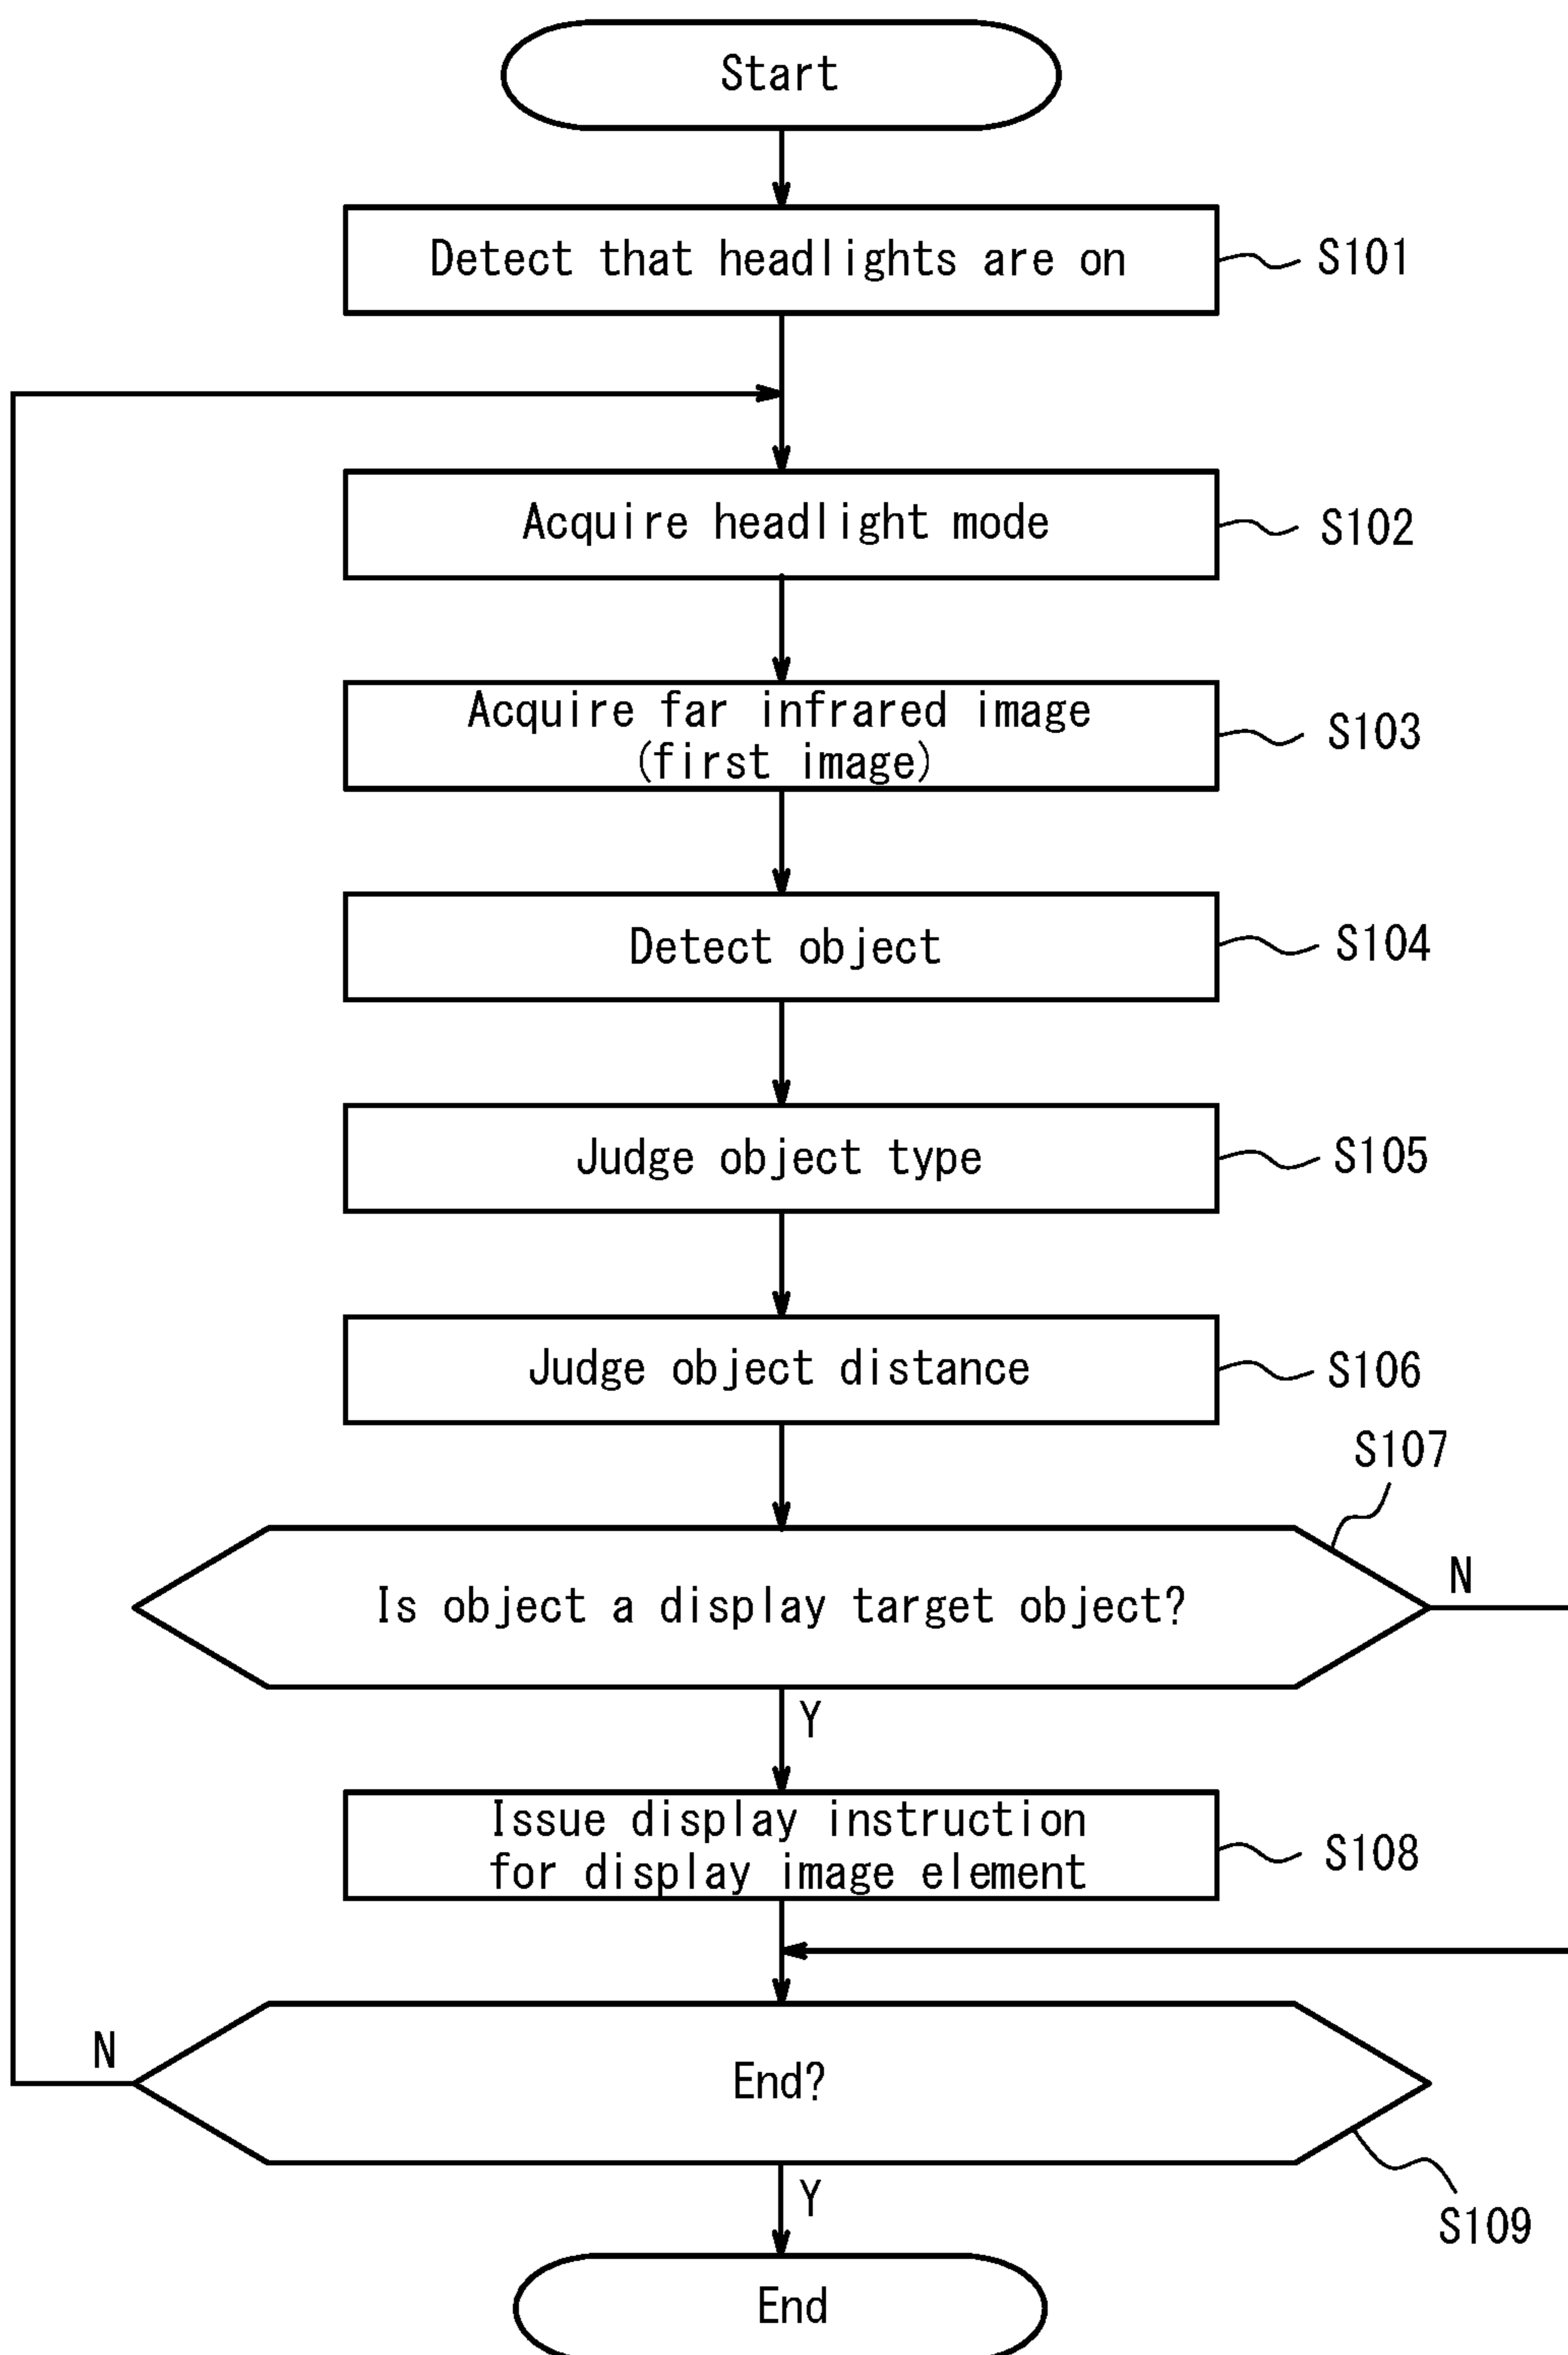 Start
Detect that headlights are on
S101
Acquire headlight mode
S102
Acquire far infrared image
(first image)
S103
Detect object
S104
Judge object type
S105
Judge object distance
S106
S107
Is object a display target object?
N
Y
Issue display instruction
for display image element
S108
N
End?
Y
S109
End